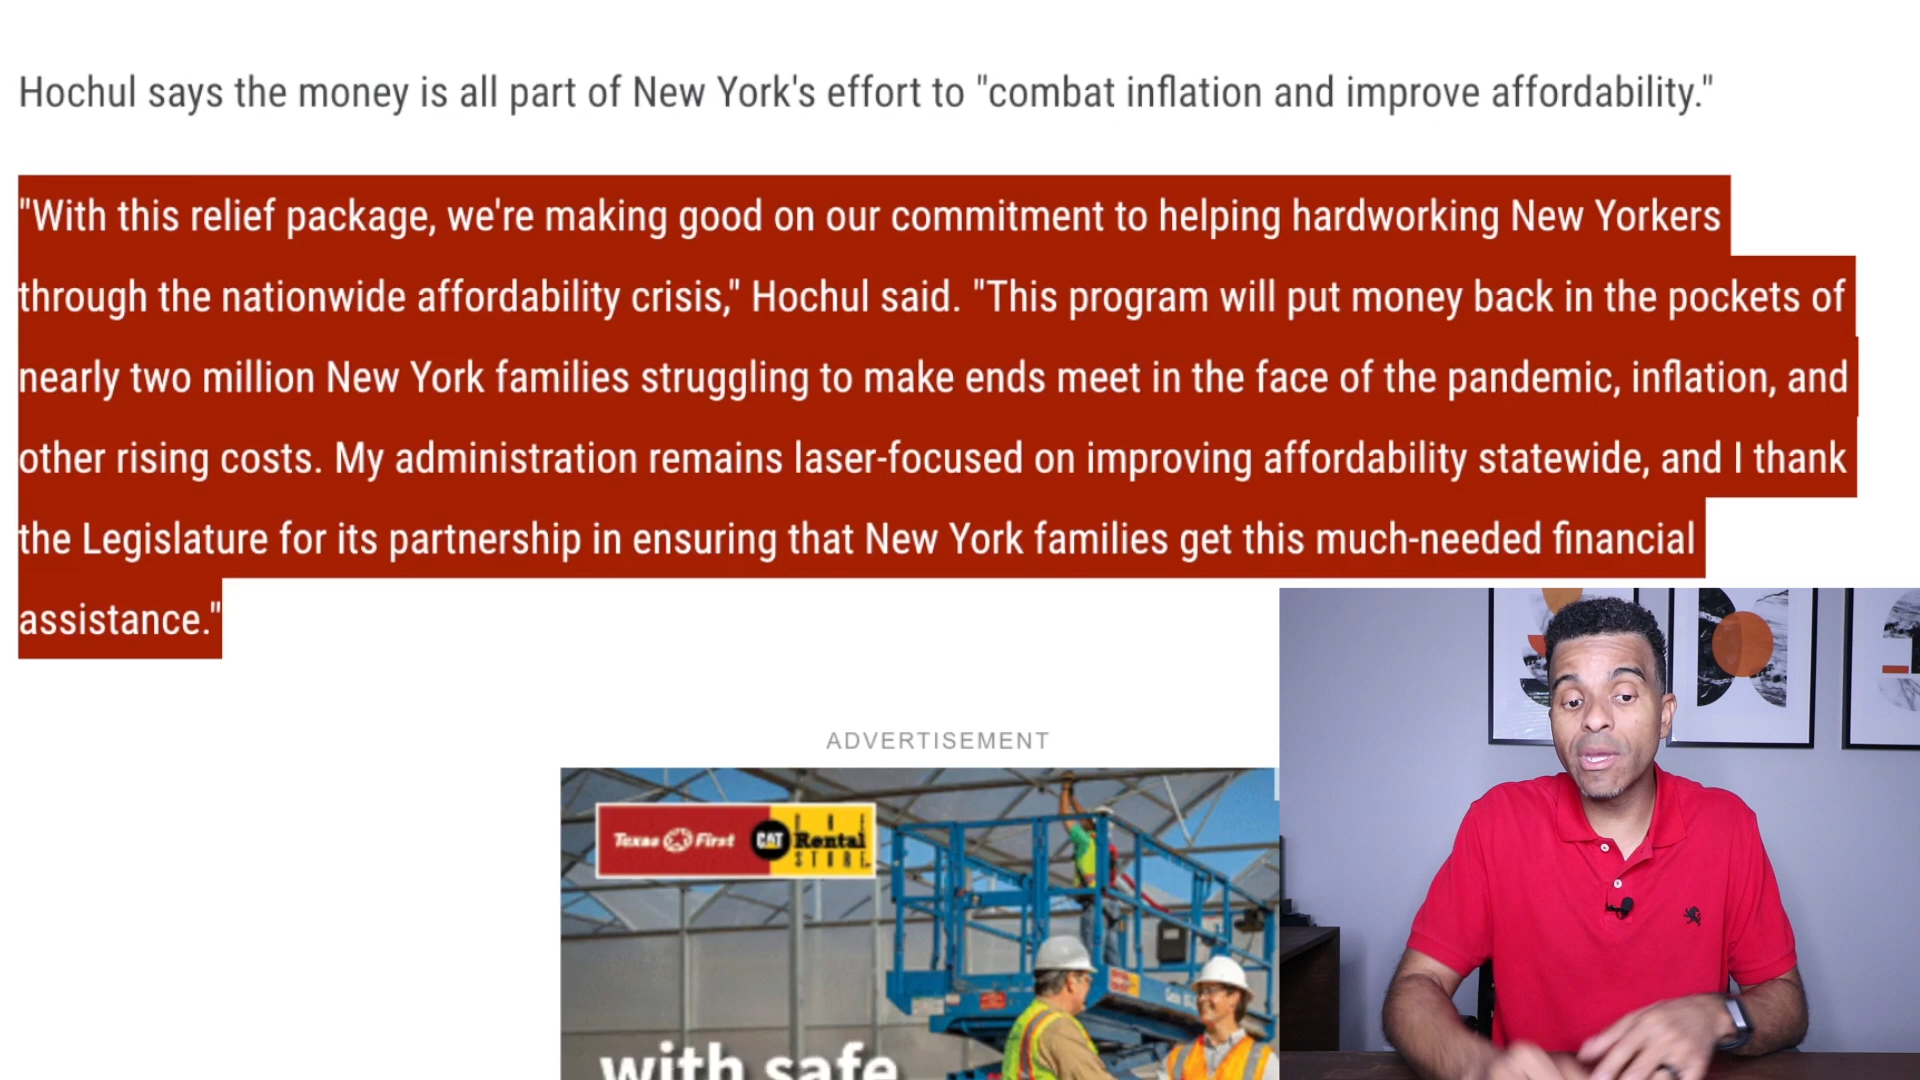 Hochul says the money is all part of New York's effort to "combat inflation and improve affordability."
"With this relief package, we're making good on our commitment to helping hardworking New Yorkers
through the nationwide affordability crisis," Hochul said. "This program will put money back in the pockets of
nearly two million New York families struggling to make ends meet in the face of the pandemic, inflation, and
other rising costs. My administration remains laser-focused on improving affordability statewide, and I thank
the Legislature for its partnership in ensuring that New York families get this much-needed financial
assistance."
ADVERTISEMENT
Texas First CAT THE Rental STORE
with safe